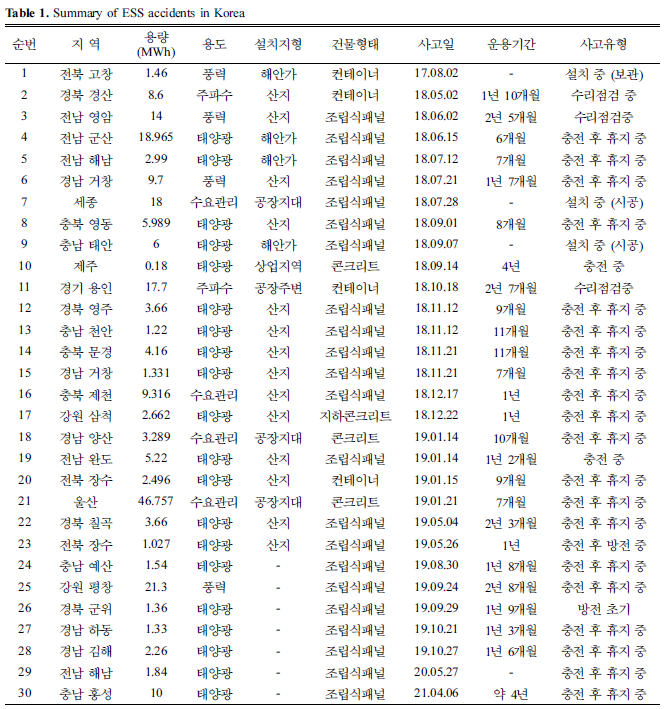 Table 1. Summary of ESS accidents in Korea
순번 지 역 용량 (MWh) 용도 설치지형 건물형태 사고일 운용기간 사고유형
1 전북 고창 1.46 풍력 해안가 컨테이너 17.08.02 - 설치 중 (보관)
2 경북 경산 8.6 주파수 산지 컨테이너 18.05.02 1년 10개월 수리점검 중
3 전남 영암 14 풍력 산지 조립식패널 18.06.02 2년 5개월 수리점검중
4 전남 군산 18.965 태양광 해안가 조립식패널 18.06.15 6개월 충전 후 휴지 중
5 전남 해남 2.99 태양광 해안가 조립식패널 18.07.12 7개월 충전 후 휴지 중
6 경남 거창 9.7 풍력 산지 조립식패널 18.07.21 1년 7개월 충전 후 휴지 중
7 세종 18 수요관리 공장지대 조립식패널 18.07.28 - 설치 중 (시공)
8 충북 영동 5.989 태양광 산지 조립식패널 18.09.01 8개월 충전 후 휴지 중
9 충남 태안 6 태양광 해안가 조립식패널 18.09.07 - 설치 중 (시공)
10 제주 0.18 태양광 상업지역 콘크리트 18.09.14 4년 충전 중
11 경기 용인 17.7 주파수 공장주변 컨테이너 18.10.18 2년 7개월 수리점검중
12 경북 영주 3.66 태양광 산지 조립식패널 18.11.12 9개월 충전 후 휴지 중
13 충남 천안 1.22 태양광 산지 조립식패널 18.11.12 11개월 충전 후 휴지 중
14 충북 문경 4.16 태양광 산지 조립식패널 18.11.21 11개월 충전 후 휴지 중
15 경남 거창 1.331 태양광 산지 조립식패널 18.11.21 7개월 충전 후 휴지 중
16 충북 제천 9.316 수요관리 산지 조립식패널 18.12.17 1년 충전 후 휴지 중
17 강원 삼척 2.662 태양광 산지 지하콘크리트 18.12.22 1년 충전 후 휴지 중
18 경남 양산 3.289 수요관리 공장지대 콘크리트 19.01.14 10개월 충전 후 휴지 중
19 전남 완도 5.22 태양광 산지 조립식패널 19.01.14 1년 2개월 충전 중
20 전북 장수 2.496 태양광 산지 컨테이너 19.01.15 9개월 충전 후 휴지 중
21 울산 46.757 수요관리 공장지대 콘크리트 19.01.21 7개월 충전 후 휴지 중
22 경북 칠곡 3.66 태양광 산지 조립식패널 19.05.04 2년 3개월 충전 후 휴지 중
23 전북 장수 1.027 태양광 산지 조립식패널 19.05.26 1년 충전 후 방전 중
24 충남 예산 1.54 태양광 - 조립식패널 19.08.30 1년 8개월 충전 후 휴지 중
25 강원 평창 21.3 풍력 - 조립식패널 19.09.24 2년 8개월 충전 후 휴지 중
26 경북 군위 1.36 태양광 - 조립식패널 19.09.29 1년 9개월 방전 초기
27 경남 하동 1.33 태양광 - 조립식패널 19.10.21 1년 3개월 충전 후 휴지 중
28 경남 김해 2.26 태양광 - 조립식패널 19.10.27 1년 6개월 충전 후 휴지 중
29 전남 해남 1.84 태양광 - 조립식패널 20.05.27 - 충전 후 휴지 중
30 충남 홍성 10 태양광 - 조립식패널 21.04.06 약 4년 충전 후 휴지 중